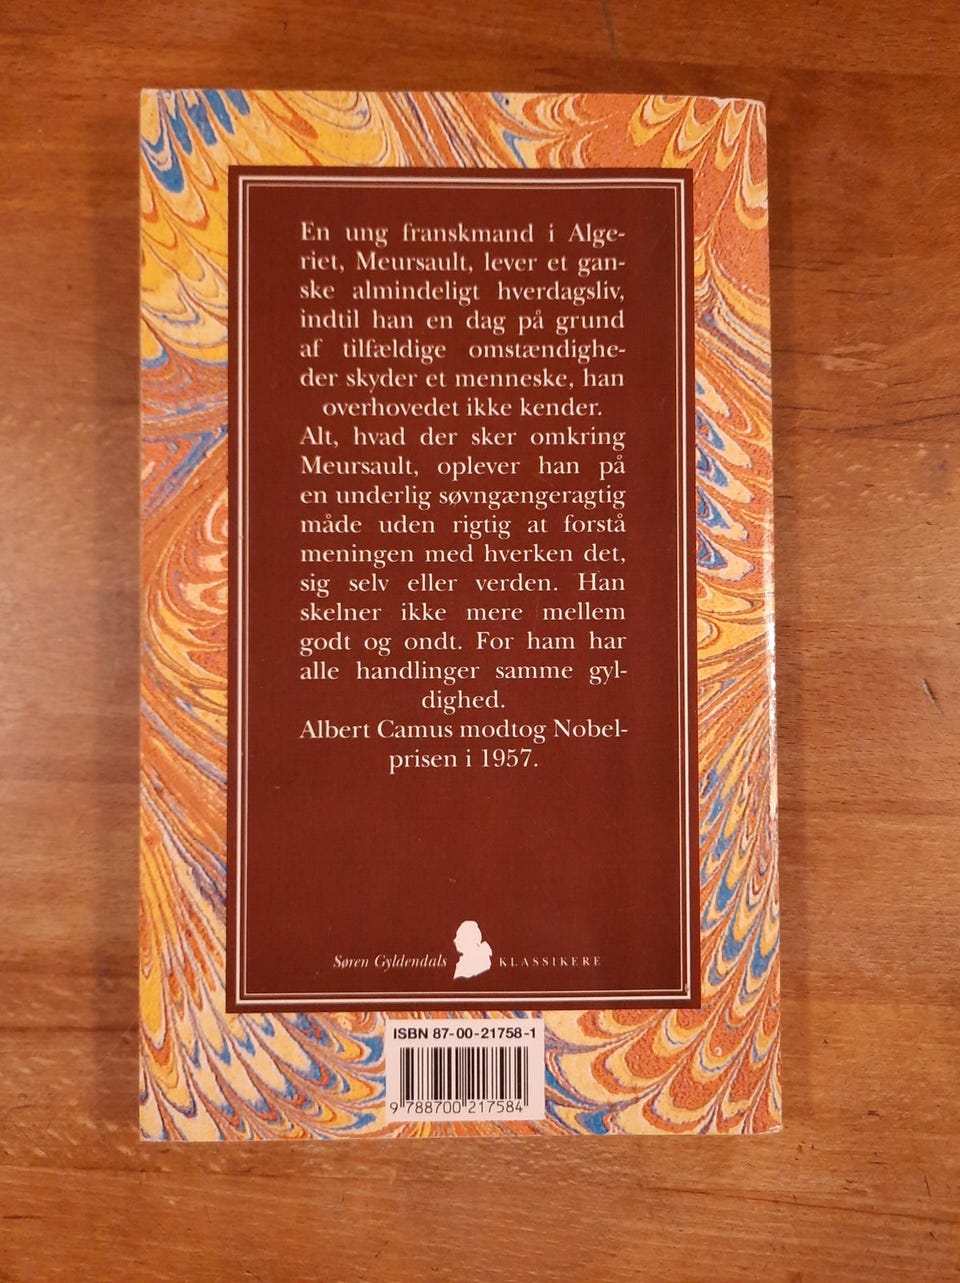 En ung franskmand i Alge-
riet, Meursault, lever et gan-
ske almindeligt hverdagsliv,
indtil han en dag på grund
af tilfældige omstændighe-
der skyder et menneske, han
overhovedet ikke kender.
Alt, hvad der sker omkring
Meursault, oplever han på
en underlig søvngængeragtig
måde uden rigtig at forstå
meningen med hverken det,
sig selv eller verden. Han
skelner ikke mere mellem
godt og ondt. For ham har
alle handlinger samme gyl-
dighed.
Albert Camus modtog Nobel-
prisen i 1957.
Søren Gyldendals KLASSIKERE
ISBN 87-00-21758-1
9 788700 217584